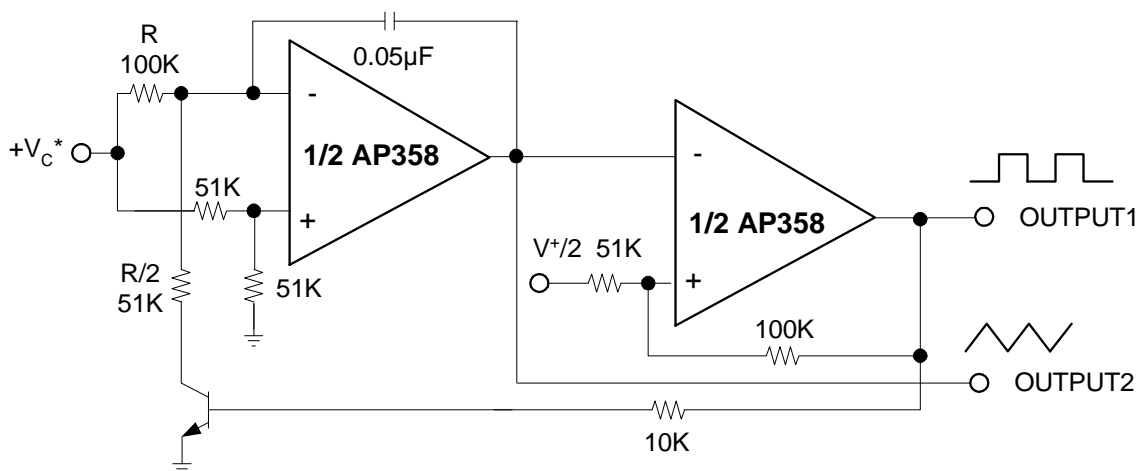 R
100K
0.05µF
+VC*
-
1/2 AP358
+
51K
51K
R/2
51K
-
1/2 AP358
+
V+/2 51K
100K
10K
OUTPUT1
OUTPUT2